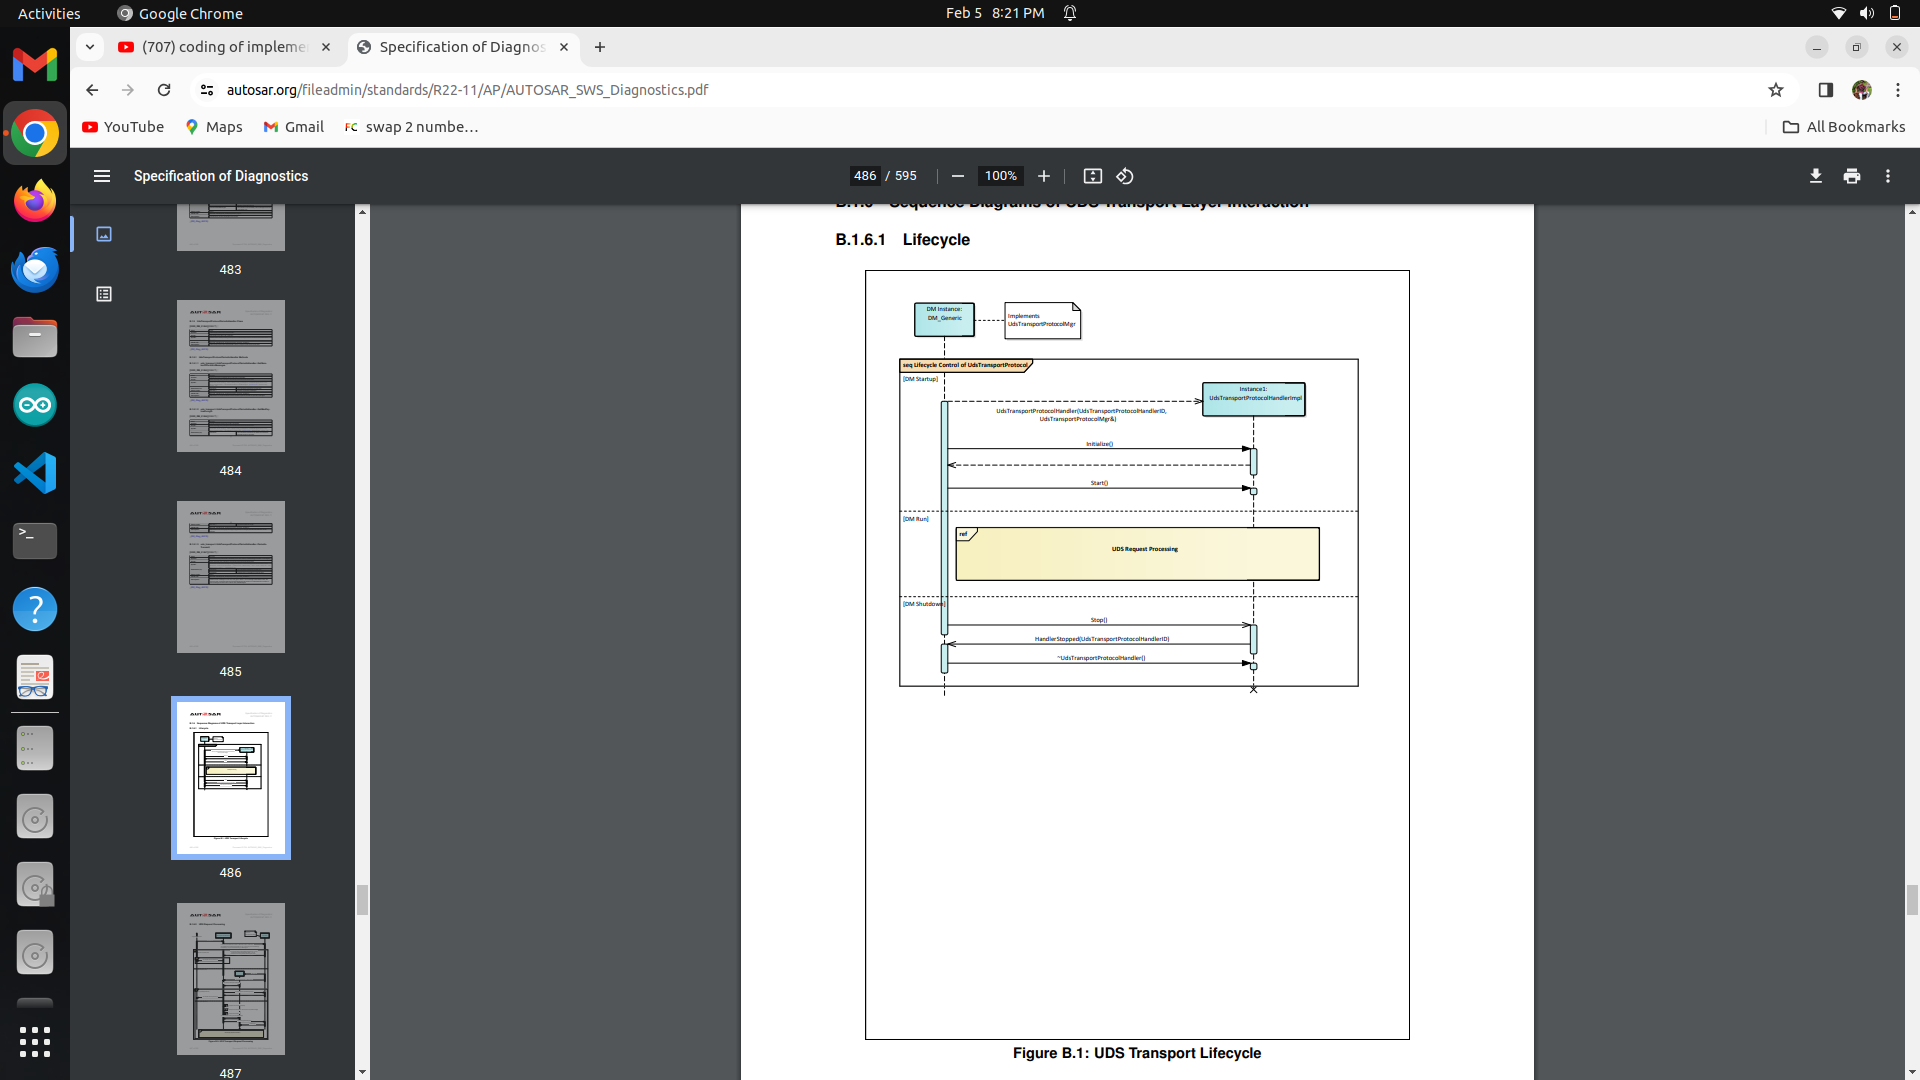 Activities
Google Chrome
Feb 5 8:21 PM
(707) coding of impleme
Specification of Diagnos
autosar.org/fileadmin/standards/R22-11/AP/AUTOSAR_SWS_Diagnostics.pdf
YouTube
Maps
Gmail
FC swap 2 numbe...
All Bookmarks
Specification of Diagnostics
486 / 595
100%
483
484
485
486
487
B.1.6 Sequence Diagrams of UDS Transport Layer Interaction
B.1.6.1 Lifecycle
DM Instance:
DM_Generic
Implements
UdsTransportProtocolMgr
seq Lifecycle Control of UdsTransportProtocol
[DM Startup]
Instance1:
UdsTransportProtocolHandlerImpl
UdsTransportProtocolHandler(UdsTransportProtocolHandlerID,
UdsTransportProtocolMgr&)
Initialize()
Start()
[DM Run]
ref
UDS Request Processing
[DM Shutdown]
Stop()
HandlerStopped(UdsTransportProtocolHandlerID)
~UdsTransportProtocolHandler()
Figure B.1: UDS Transport Lifecycle